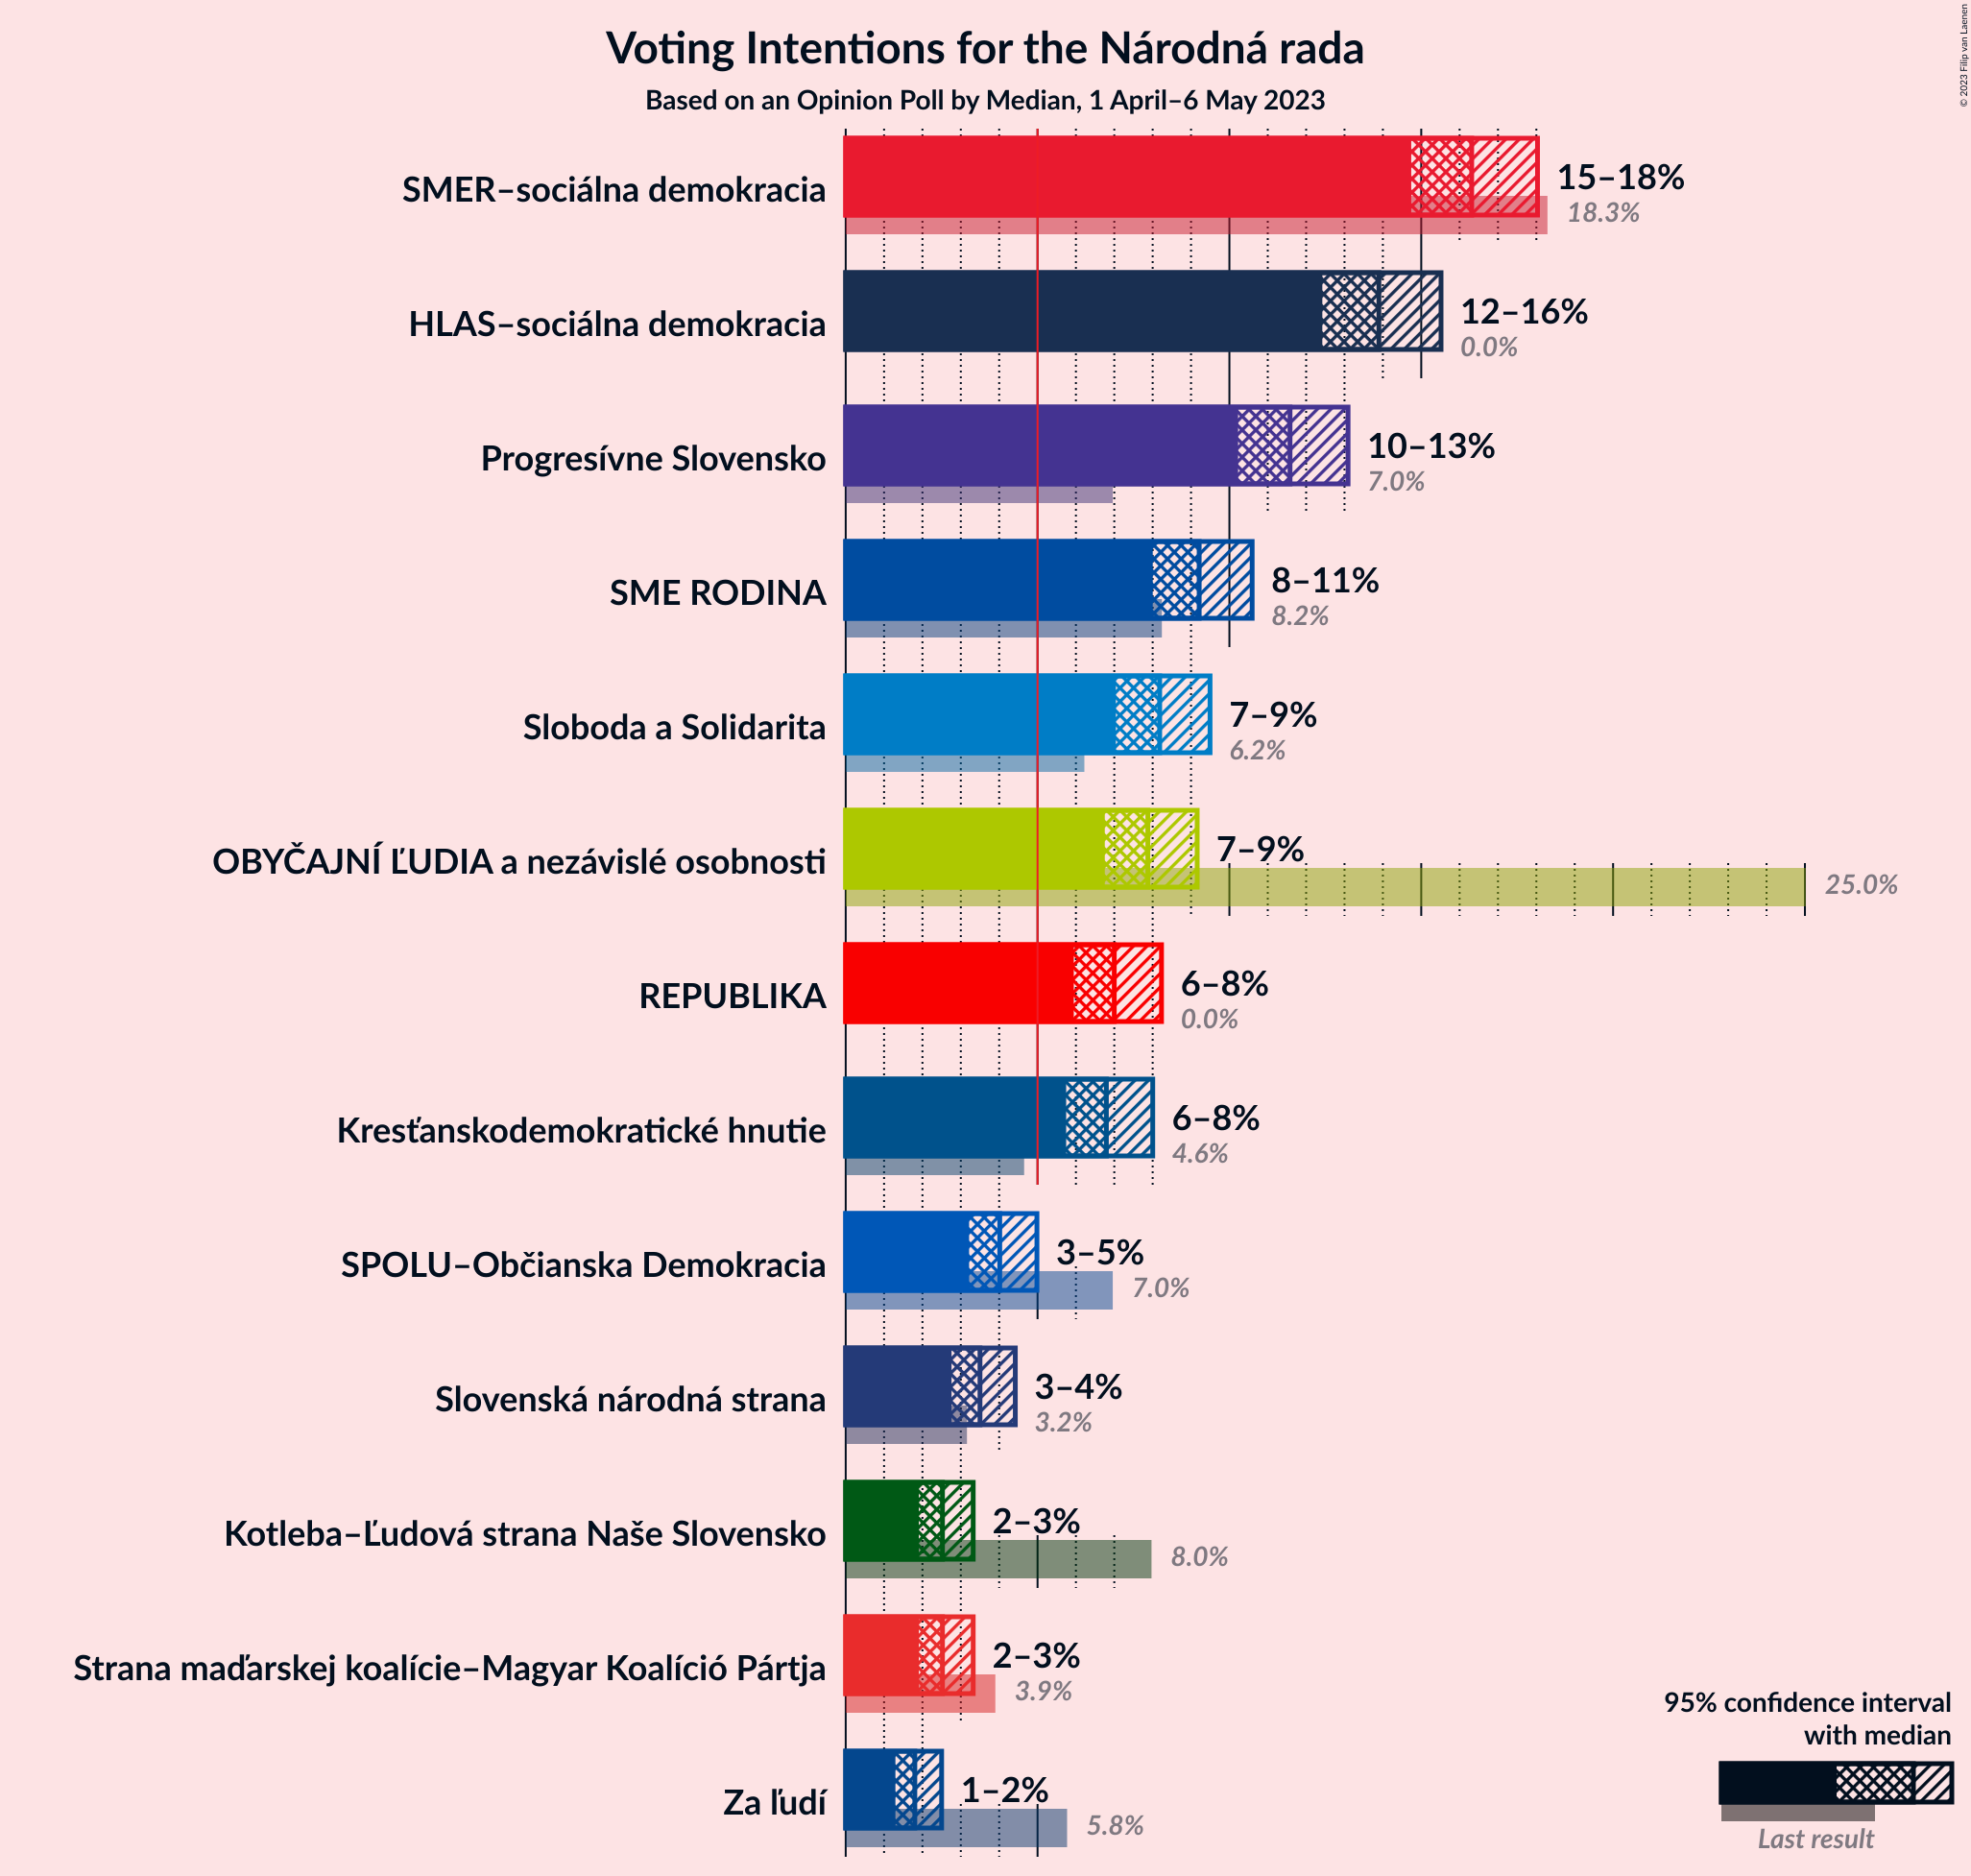 Voting Intentions for the Národná rada
Based on an Opinion Poll by Median, 1 April–6 May 2023
© 2023 Filip van Laenen
SMER–sociálna demokracia
15–18%
18.3%
HLAS–sociálna demokracia
12–16%
0.0%
Progresívne Slovensko
10–13%
7.0%
SME RODINA
8–11%
8.2%
Sloboda a Solidarita
7–9%
6.2%
OBYČAJNÍ ĽUDIA a nezávislé osobnosti
7–9%
25.0%
REPUBLIKA
6–8%
0.0%
Kresťanskodemokratické hnutie
6–8%
4.6%
SPOLU–Občianska Demokracia
3–5%
7.0%
Slovenská národná strana
3–4%
3.2%
Kotleba–Ľudová strana Naše Slovensko
2–3%
8.0%
Strana maďarskej koalície–Magyar Koalíció Pártja
2–3%
3.9%
Za ľudí
1–2%
5.8%
95% confidence interval
with median
Last result